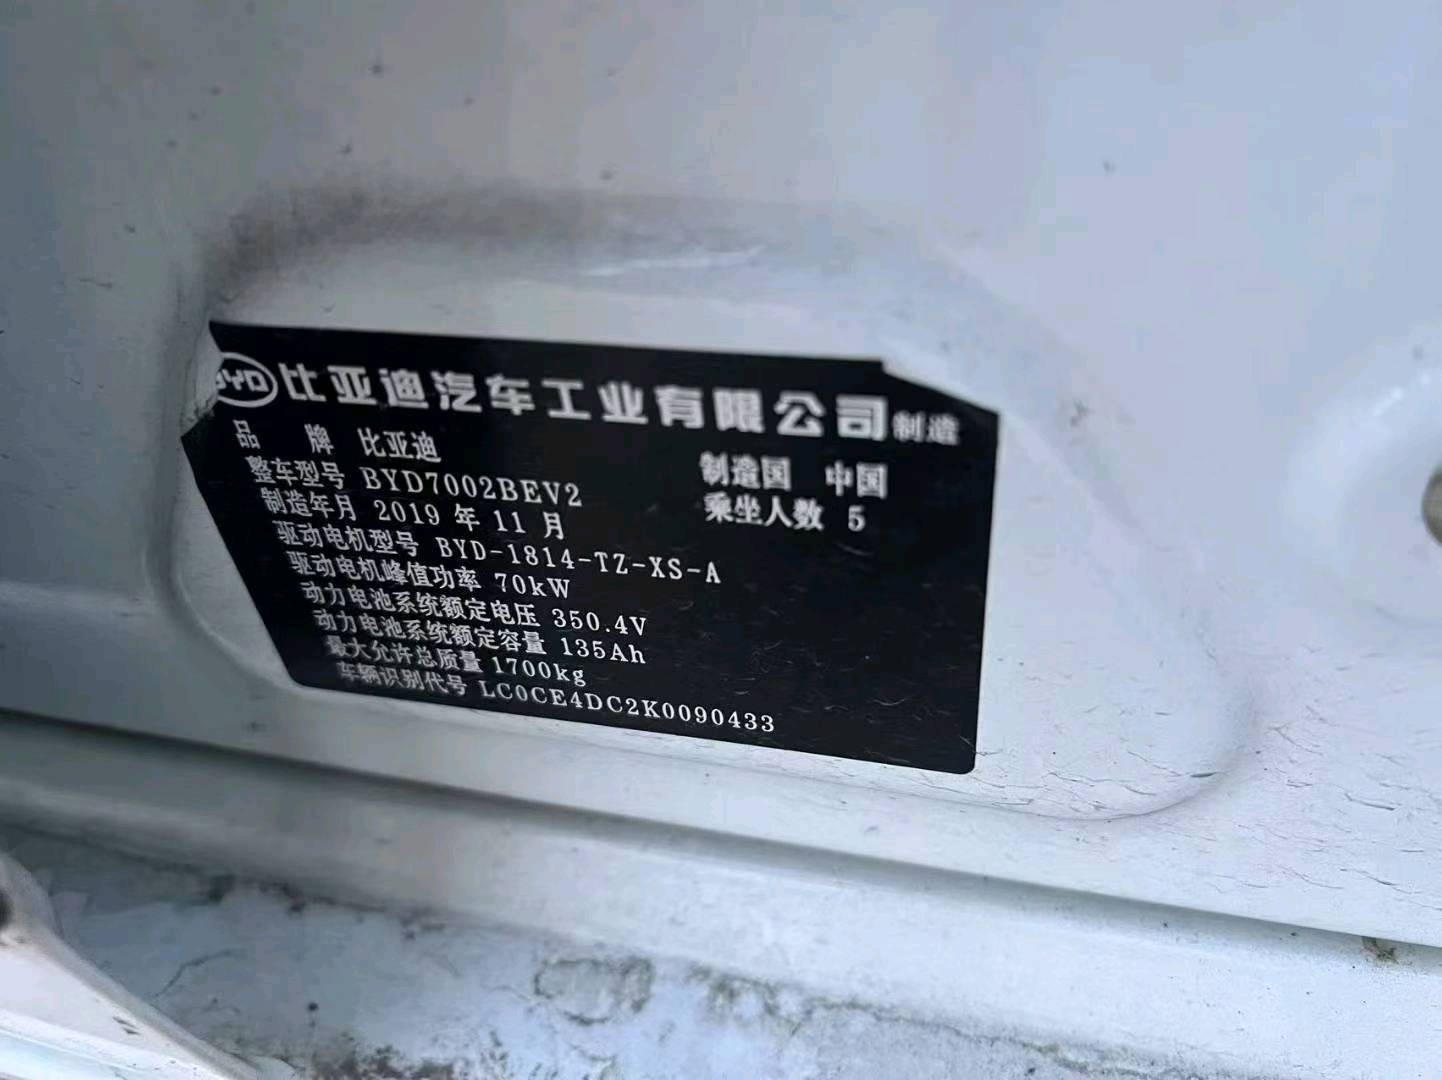 BYD 比亚迪汽车工业有限公司 制造
品牌 比亚迪 制造国 中国
整车型号 BYD7002BEV2 乘坐人数 5
制造年月 2019 年 11 月
驱动电机型号 BYD-1814-TZ-XS-A
驱动电机峰值功率 70kW
动力电池系统额定电压 350.4V
动力电池系统额定容量 135Ah
最大允许总质量 1700kg
车辆识别代号 LC0CE4DC2K0090433